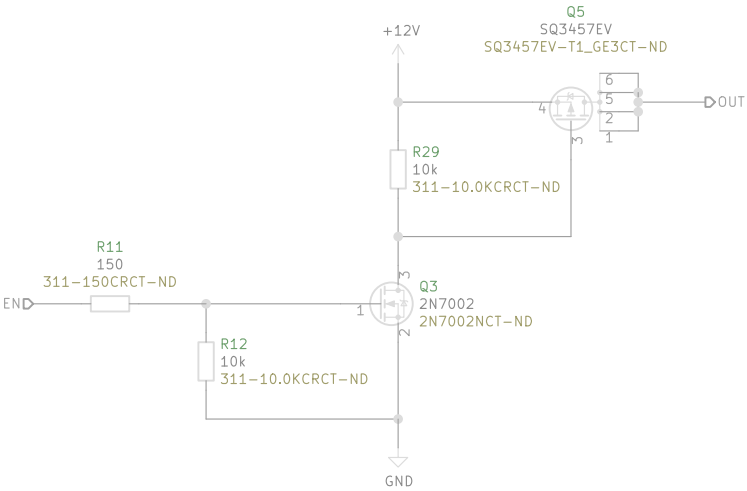 Q5
SQ3457EV
SQ3457EV-T1_GE3CT-ND
+12V
6
5
2
1
4
3
OUT
R29
10k
311-10.0KCRCT-ND
R11
150
311-150CRCT-ND
EN
3
1
2
Q3
2N7002
2N7002NCT-ND
R12
10k
311-10.0KCRCT-ND
GND